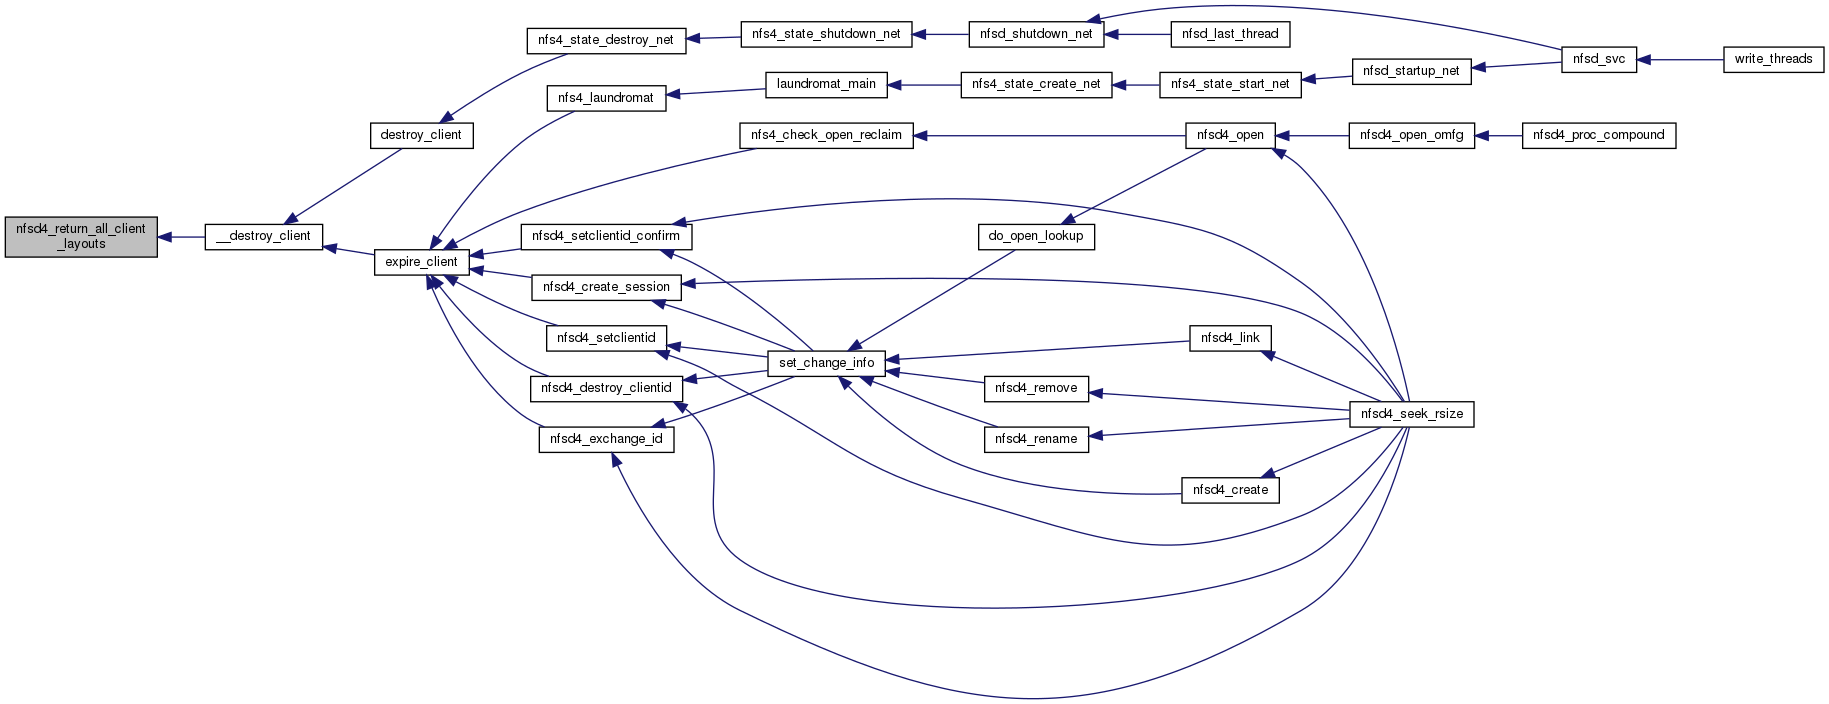 nfsd4_return_all_client
_layouts
__destroy_client
destroy_client
expire_client
nfs4_state_destroy_net
nfs4_laundromat
nfsd4_setclientid_confirm
nfsd4_create_session
nfsd4_setclientid
nfsd4_destroy_clientid
nfsd4_exchange_id
nfs4_state_shutdown_net
laundromat_main
nfs4_check_open_reclaim
set_change_info
nfsd_shutdown_net
nfs4_state_create_net
do_open_lookup
nfsd4_remove
nfsd4_rename
nfsd_last_thread
nfs4_state_start_net
nfsd4_open
nfsd4_link
nfsd4_create
nfsd_startup_net
nfsd4_open_omfg
nfsd4_seek_rsize
nfsd_svc
nfsd4_proc_compound
write_threads